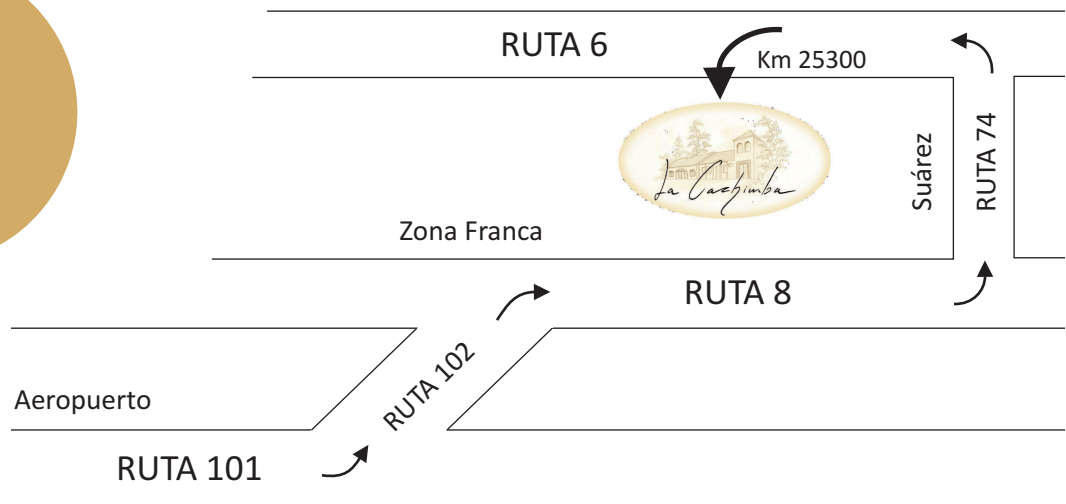 RUTA 6
Km 25300
La Cachimba
Suárez
RUTA 74
Zona Franca
RUTA 8
RUTA 102
Aeropuerto
RUTA 101